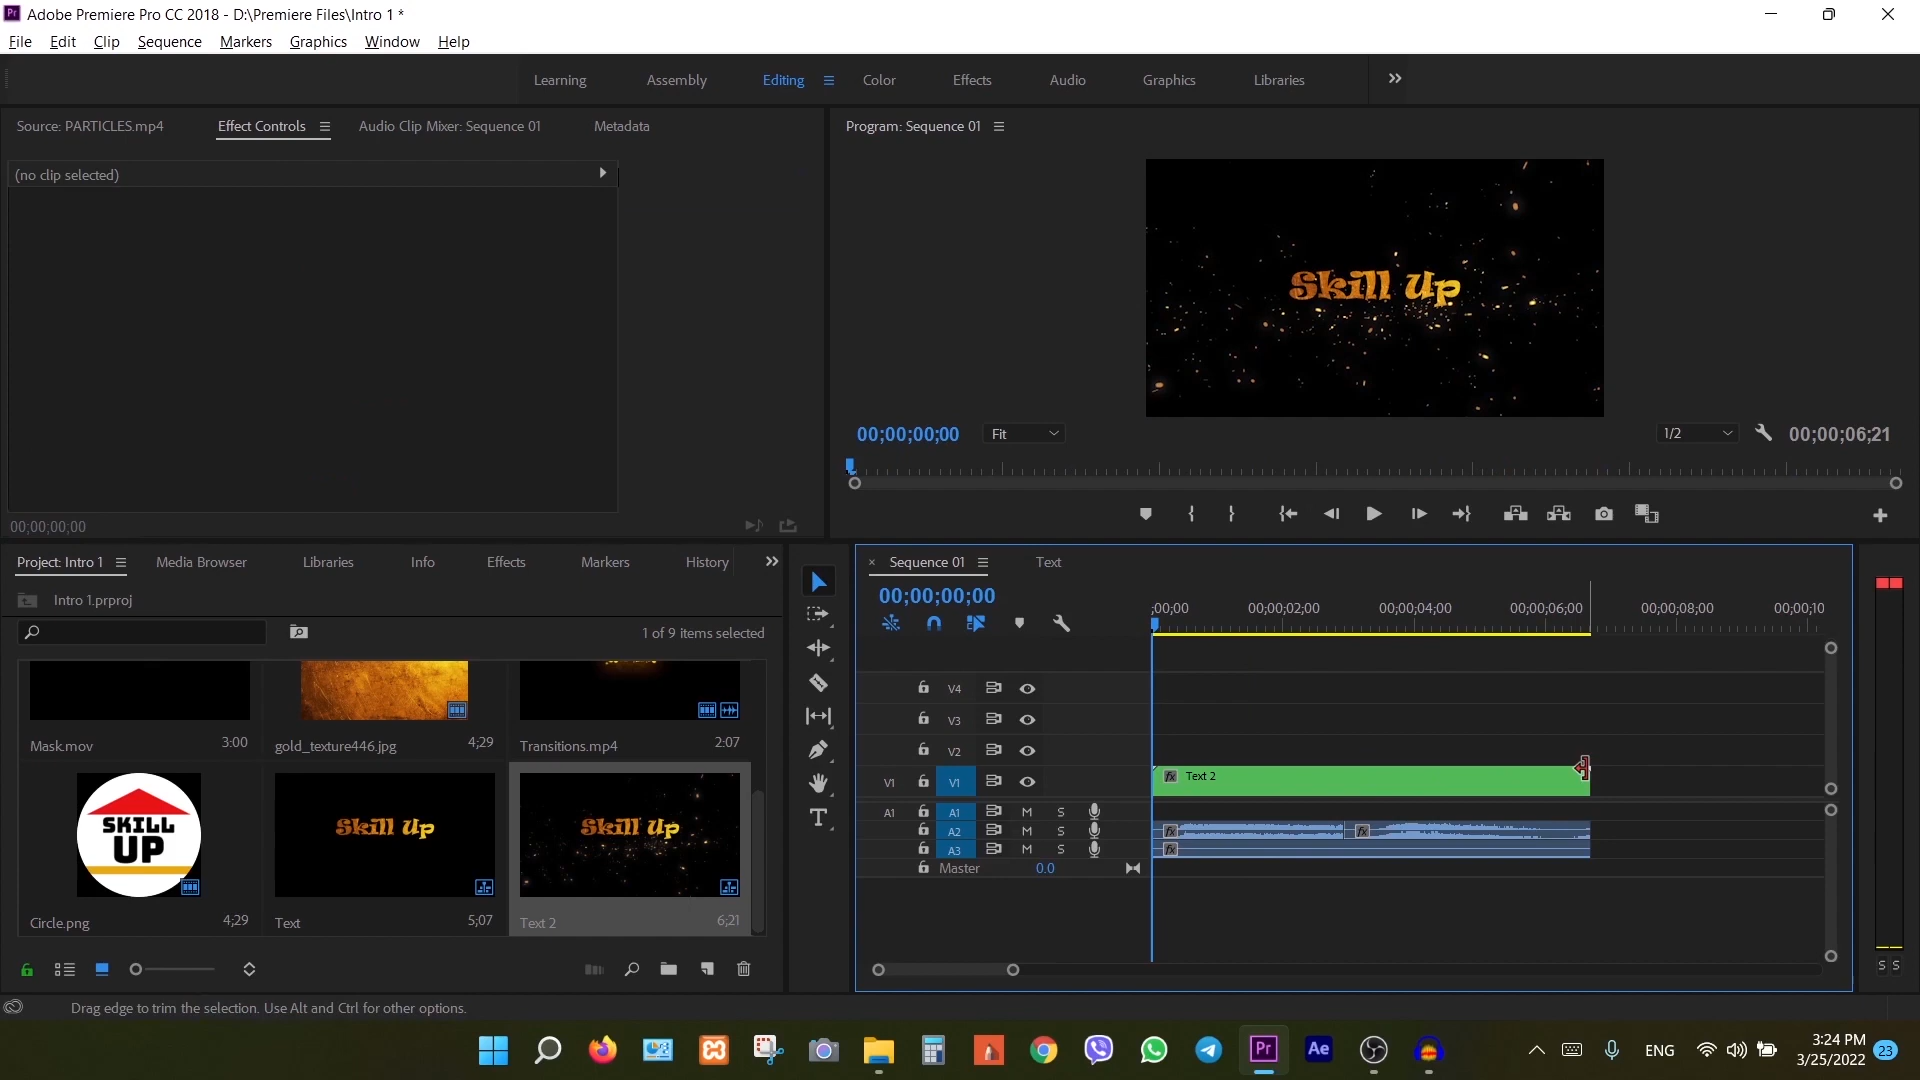 Adobe Premiere Pro CC 2018 - D:\Premiere Files\Intro 1 *
File Edit Clip Sequence Markers Graphics Window Help
Learning Assembly Editing Color Effects Audio Graphics Libraries
Source: PARTICLES.mp4 Effect Controls Audio Clip Mixer: Sequence 01 Metadata
(no clip selected)
00;00;00;00
Program: Sequence 01
Skill Up
00;00;00;00 Fit 1/2 00;00;06;21
Project: Intro 1 Media Browser Libraries Info Effects Markers History
Intro 1.prproj
1 of 9 items selected
Mask.mov 3:00
gold_texture446.jpg 4;29
Transitions.mp4 2:07
SKILL
UP
Circle.png 4;29
Skill Up
Text 5;07
Skill Up
Text 2 6;21
Sequence 01 Text
00;00;00;00
;00;00 00;00;02;00 00;00;04;00 00;00;06;00 00;00;08;00 00;00;10
V4
V3
V2
V1 V1 fx Text 2
A1 A1 M S
A2 M S fx fx
A3 M S fx
Master 0.0
S S
Drag edge to trim the selection. Use Alt and Ctrl for other options.
Pr Ae
ENG
3:24 PM
3/25/2022
23